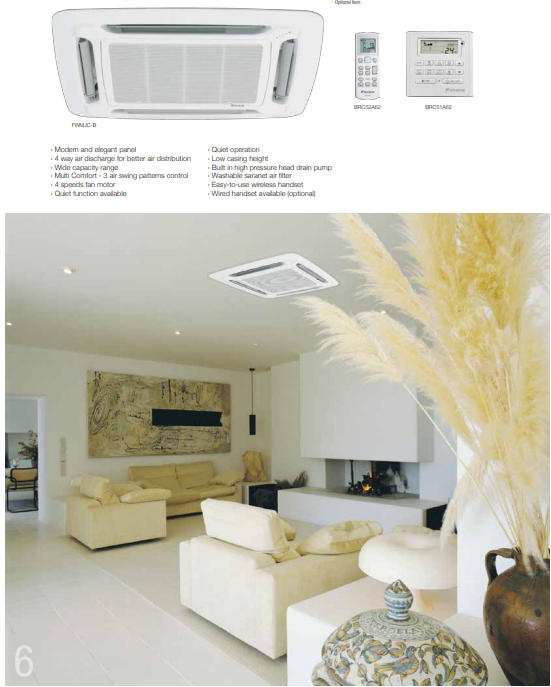 * Optional Item
FWMJC-B
BRC52A62
BRC51A62
› Modern and elegant panel
› 4 way air discharge for better air distribution
› Wide capacity range
› Multi Comfort - 3 air swing patterns control
› 4 speeds fan motor
› Quiet function available
› Quiet operation
› Low casing height
› Built in high pressure head drain pump
› Washable saranet air filter
› Easy-to-use wireless handset
› Wired handset available (optional)
6